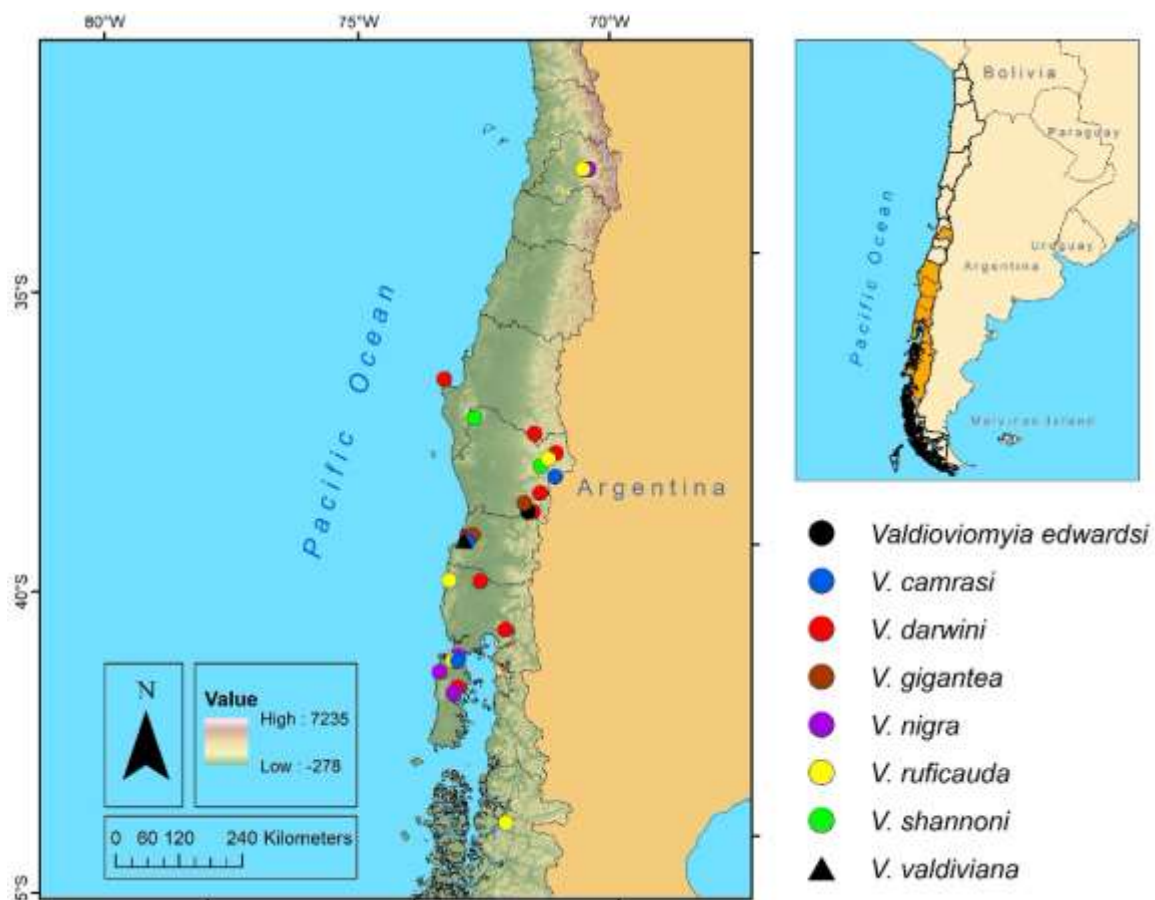 80°W 75°W 70°W
35°S
40°S
5°S
Pacific Ocean
Argentina
N
Value
High : 7235
Low : -278
0 60 120 240 Kilometers
Bolivia
Paraguay
Uruguay
Argentina
Pacific Ocean
Malvinas Island
Valdioviomyia edwardsi
V. camrasi
V. darwini
V. gigantea
V. nigra
V. ruficauda
V. shannoni
V. valdiviana